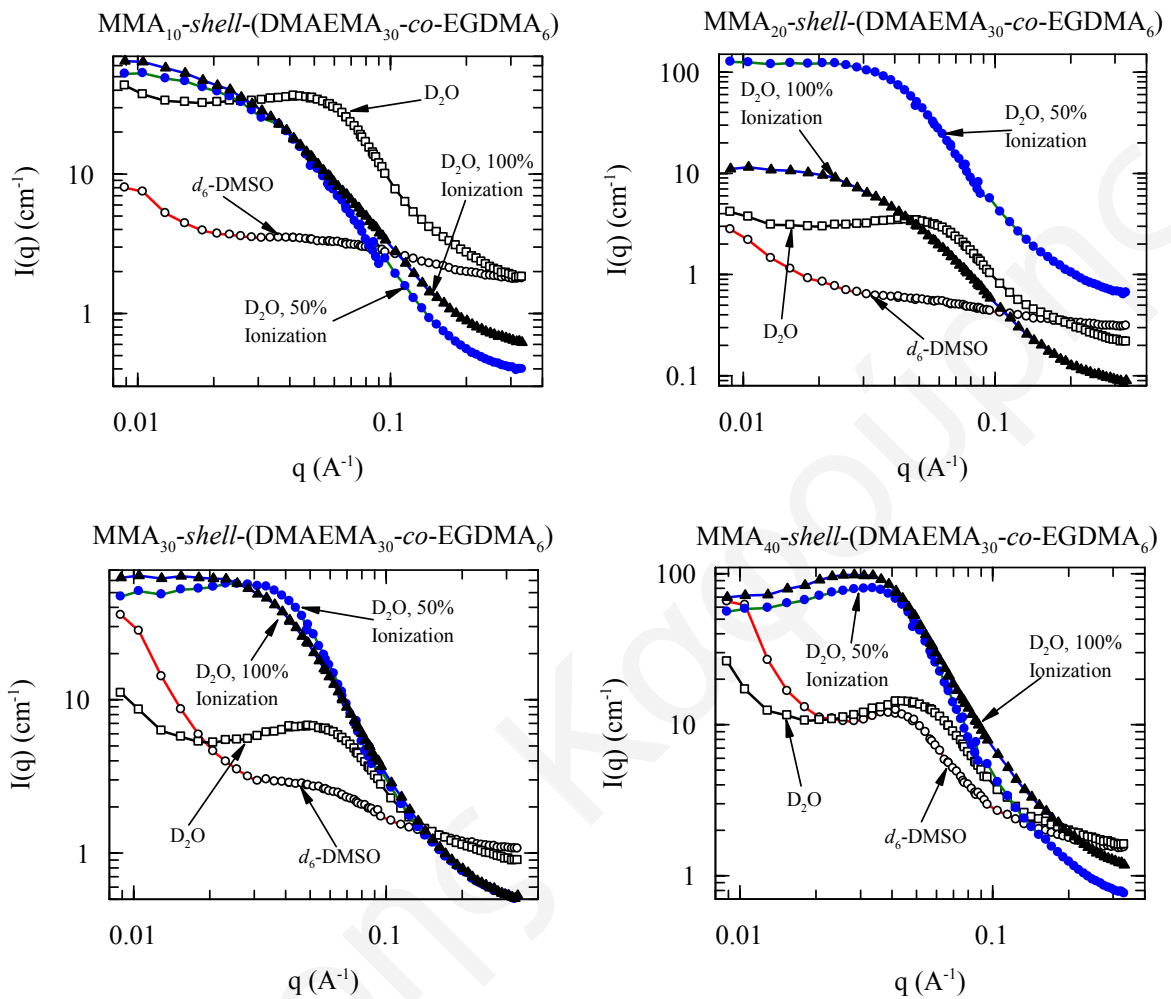 MMA₁₀-shell-(DMAEMA₃₀-co-EGDMA₆)
I(q) (cm⁻¹)
10
1
0.01
0.1
q (A⁻¹)
D₂O
D₂O, 100%
Ionization
d₆-DMSO
D₂O, 50%
Ionization
MMA₂₀-shell-(DMAEMA₃₀-co-EGDMA₆)
I(q) (cm⁻¹)
100
10
1
0.1
0.01
0.1
q (A⁻¹)
D₂O, 100%
Ionization
D₂O, 50%
Ionization
D₂O
d₆-DMSO
MMA₃₀-shell-(DMAEMA₃₀-co-EGDMA₆)
I(q) (cm⁻¹)
10
1
0.01
0.1
q (A⁻¹)
D₂O, 50%
Ionization
D₂O, 100%
Ionization
D₂O
d₆-DMSO
MMA₄₀-shell-(DMAEMA₃₀-co-EGDMA₆)
I(q) (cm⁻¹)
100
10
1
0.01
0.1
q (A⁻¹)
D₂O, 50%
Ionization
D₂O, 100%
Ionization
D₂O
d₆-DMSO